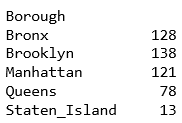 Borough
Bronx 128
Brooklyn 138
Manhattan 121
Queens 78
Staten_Island 13